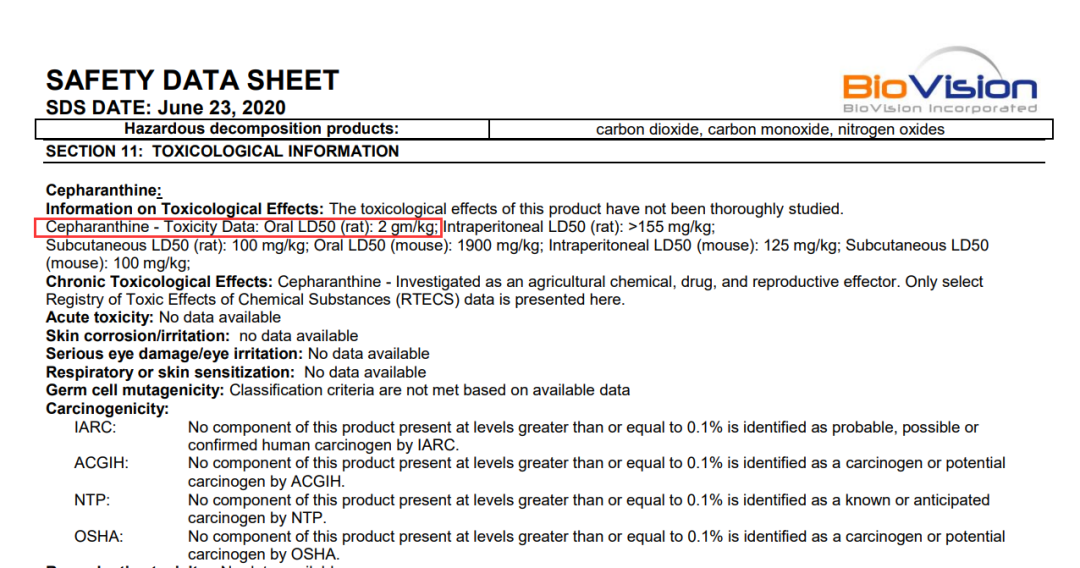 SAFETY DATA SHEET
SDS DATE: June 23, 2020
BioVision
BioVision Incorporated
Hazardous decomposition products: carbon dioxide, carbon monoxide, nitrogen oxides
SECTION 11: TOXICOLOGICAL INFORMATION
Cepharanthine:
Information on Toxicological Effects: The toxicological effects of this product have not been thoroughly studied.
Cepharanthine - Toxicity Data: Oral LD50 (rat): 2 gm/kg; Intraperitoneal LD50 (rat): >155 mg/kg;
Subcutaneous LD50 (rat): 100 mg/kg; Oral LD50 (mouse): 1900 mg/kg; Intraperitoneal LD50 (mouse): 125 mg/kg; Subcutaneous LD50
(mouse): 100 mg/kg;
Chronic Toxicological Effects: Cepharanthine - Investigated as an agricultural chemical, drug, and reproductive effector. Only select
Registry of Toxic Effects of Chemical Substances (RTECS) data is presented here.
Acute toxicity: No data available
Skin corrosion/irritation: no data available
Serious eye damage/eye irritation: No data available
Respiratory or skin sensitization: No data available
Germ cell mutagenicity: Classification criteria are not met based on available data
Carcinogenicity:
IARC: No component of this product present at levels greater than or equal to 0.1% is identified as probable, possible or
confirmed human carcinogen by IARC.
ACGIH: No component of this product present at levels greater than or equal to 0.1% is identified as a carcinogen or potential
carcinogen by ACGIH.
NTP: No component of this product present at levels greater than or equal to 0.1% is identified as a known or anticipated
carcinogen by NTP.
OSHA: No component of this product present at levels greater than or equal to 0.1% is identified as a carcinogen or potential
carcinogen by OSHA.